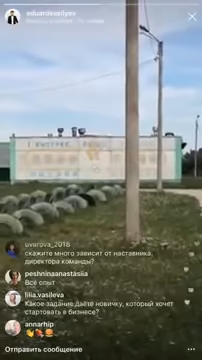 eduardvasilyev
uvarova_2018
скажите много зависит от наставника,
директора команды?
peshninaanastasiia
Всё опыт
lilia.vasileva
Какое задание даёте новичку, который хочет
стартовать в бизнесе?
annarhip
Отправить сообщение